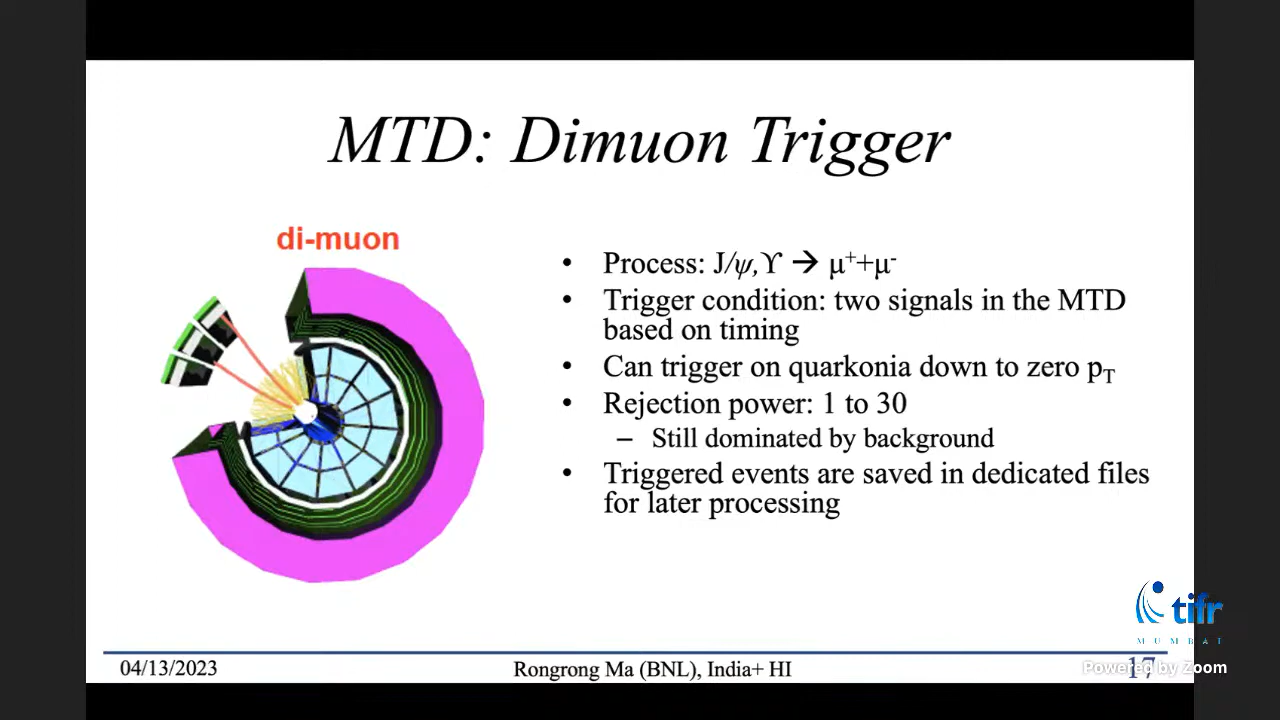 MTD: Dimuon Trigger
di-muon
• Process: J/ψ,ϒ → μ⁺+μ⁻
• Trigger condition: two signals in the MTD
based on timing
• Can trigger on quarkonia down to zero p_T
• Rejection power: 1 to 30
– Still dominated by background
• Triggered events are saved in dedicated files
for later processing
tifr
MUMBAI
04/13/2023
Rongrong Ma (BNL), India+ HI
17
Powered by Zoom